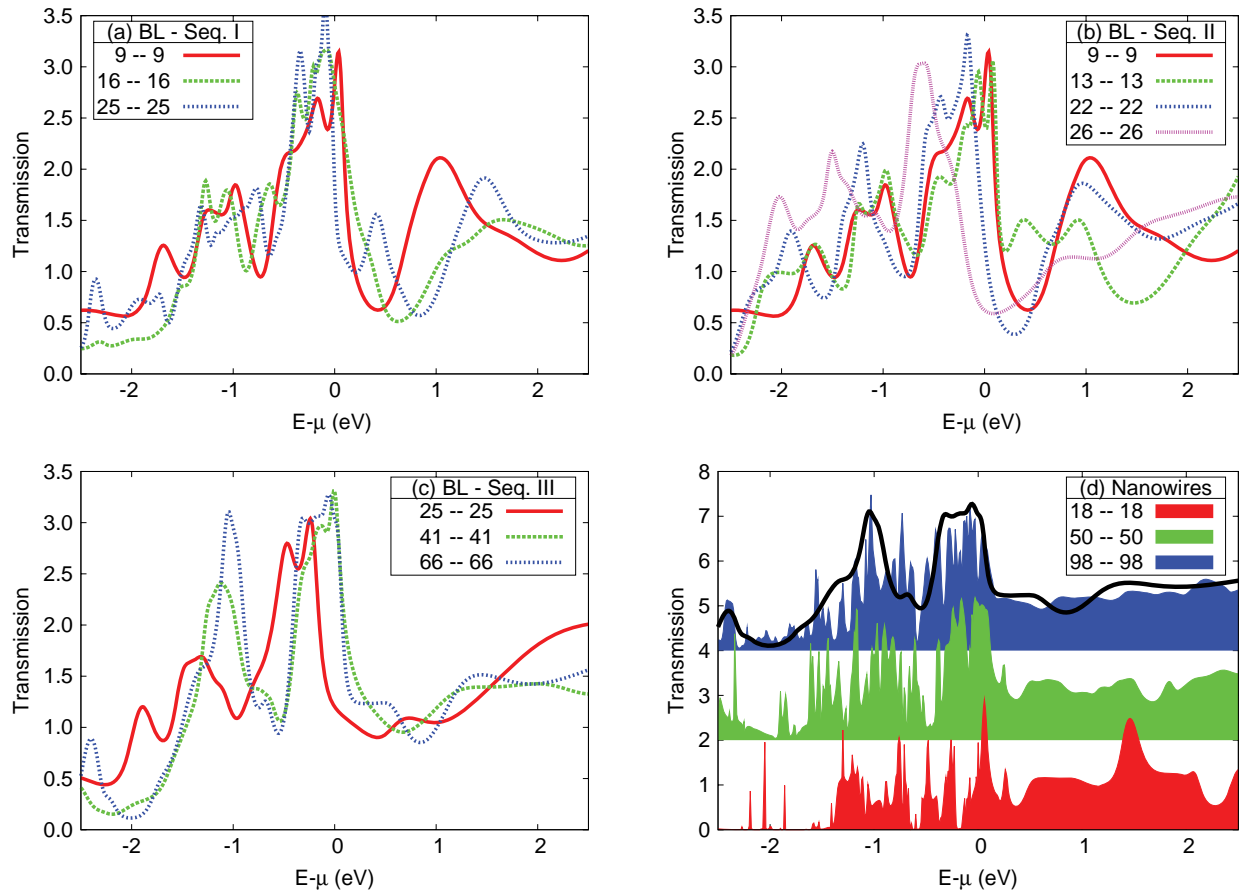 (a) BL - Seq. I
9 -- 9
16 -- 16
25 -- 25
3.5
3.0
2.5
2.0
1.5
1.0
0.5
0.0
Transmission
-2
-1
0
1
2
E-μ (eV)
(b) BL - Seq. II
9 -- 9
13 -- 13
22 -- 22
26 -- 26
3.5
3.0
2.5
2.0
1.5
1.0
0.5
0.0
Transmission
-2
-1
0
1
2
E-μ (eV)
(c) BL - Seq. III
25 -- 25
41 -- 41
66 -- 66
3.5
3.0
2.5
2.0
1.5
1.0
0.5
0.0
Transmission
-2
-1
0
1
2
E-μ (eV)
(d) Nanowires
18 -- 18
50 -- 50
98 -- 98
8
7
6
5
4
3
2
1
0
Transmission
-2
-1
0
1
2
E-μ (eV)